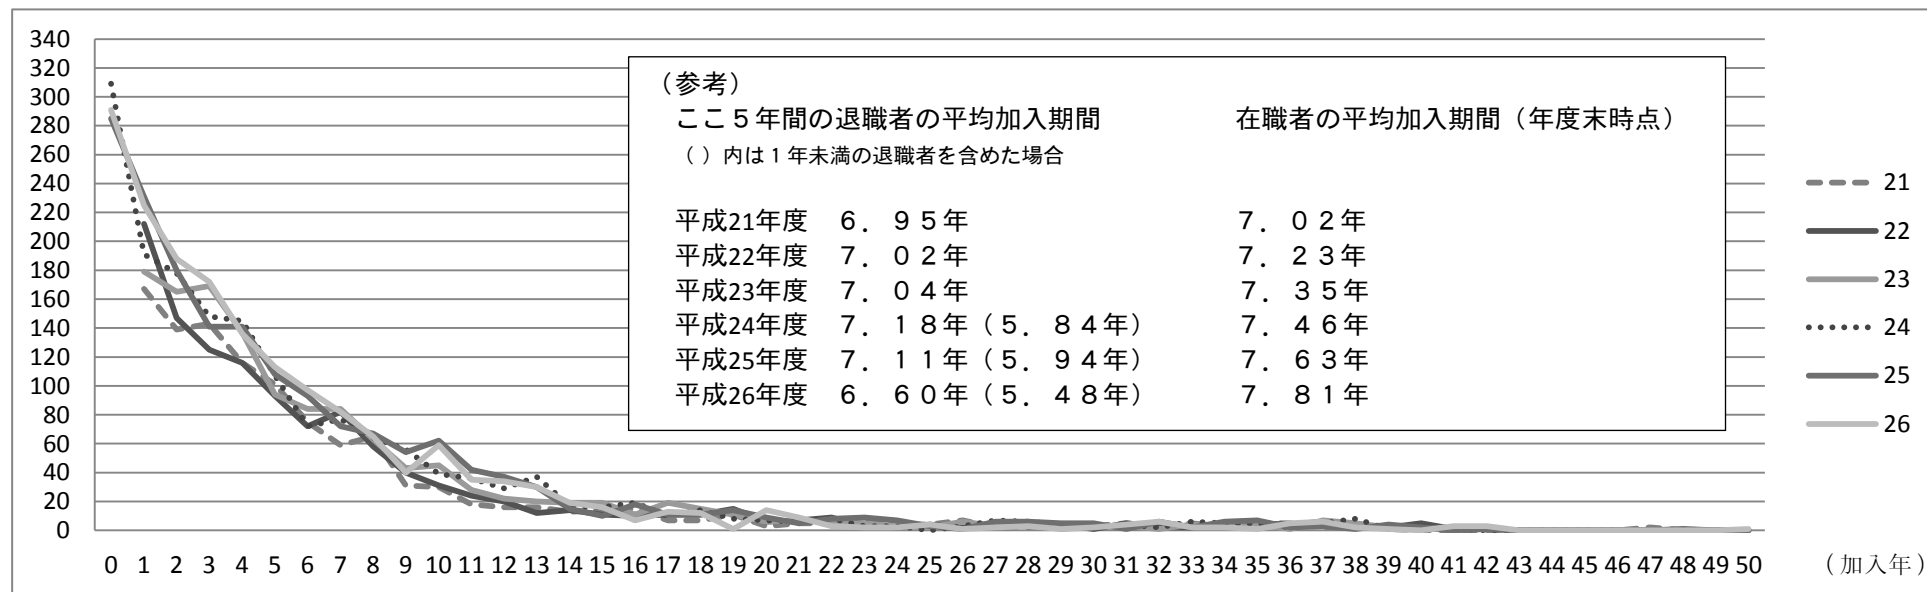 340
320
300
280
260
240
220
200
180
160
140
120
100
80
60
40
20
0
（参考）
ここ５年間の退職者の平均加入期間　在職者の平均加入期間（年度末時点）
（ ）内は１年未満の退職者を含めた場合
平成21年度　６．９５年　７．０２年
平成22年度　７．０２年　７．２３年
平成23年度　７．０４年　７．３５年
平成24年度　７．１８年（５．８４年）　７．４６年
平成25年度　７．１１年（５．９４年）　７．６３年
平成26年度　６．６０年（５．４８年）　７．８１年
21
22
23
24
25
26
0 1 2 3 4 5 6 7 8 9 10 11 12 13 14 15 16 17 18 19 20 21 22 23 24 25 26 27 28 29 30 31 32 33 34 35 36 37 38 39 40 41 42 43 44 45 46 47 48 49 50 （加入年）